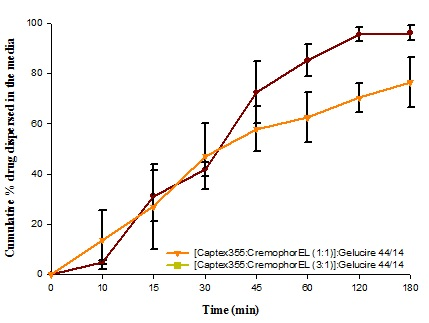 Cumulative % drug dispersed in the media
100
80
60
40
20
0
[Captex355:CremophorEL (1:1)]:Gelucire 44/14
[Captex355:CremophorEL (3:1)]:Gelucire 44/14
0 10 15 30 45 60 120 180
Time (min)